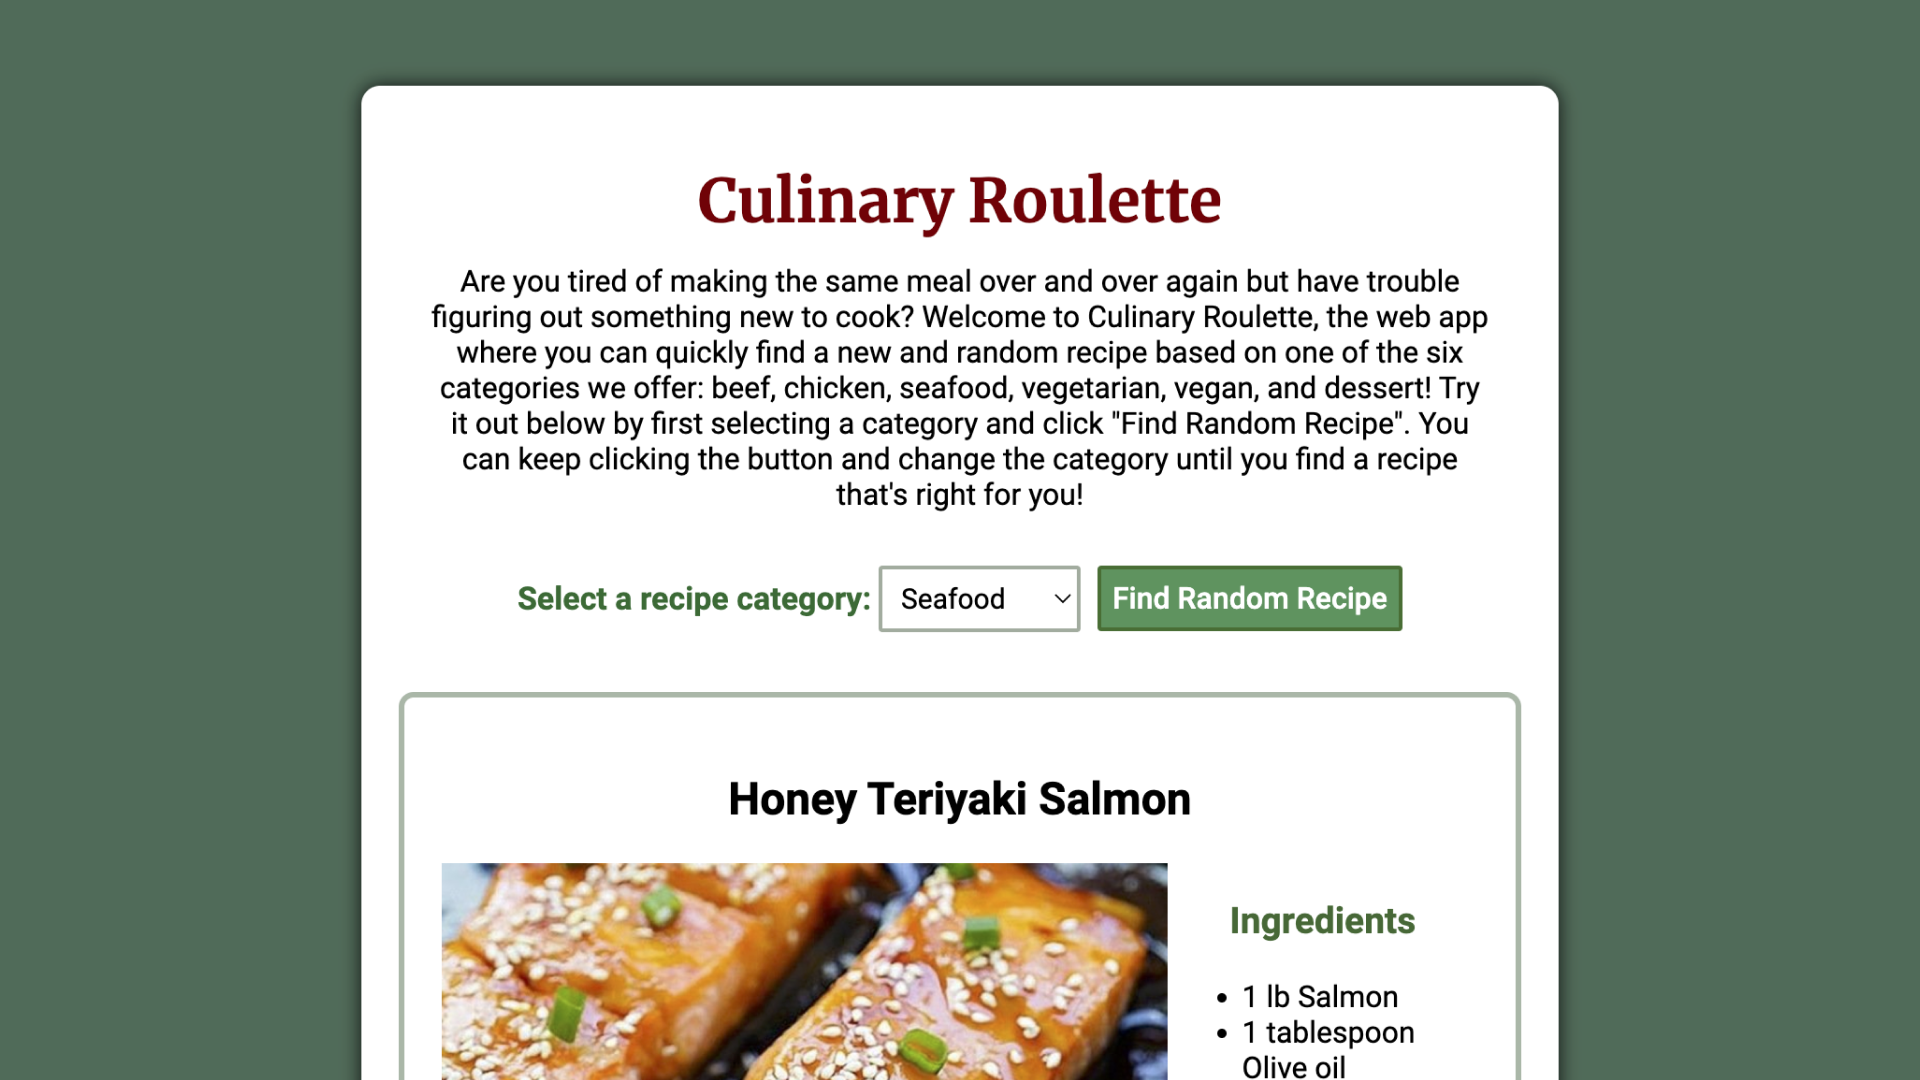 Culinary Roulette
Are you tired of making the same meal over and over again but have trouble
figuring out something new to cook? Welcome to Culinary Roulette, the web app
where you can quickly find a new and random recipe based on one of the six
categories we offer: beef, chicken, seafood, vegetarian, vegan, and dessert! Try
it out below by first selecting a category and click "Find Random Recipe". You
can keep clicking the button and change the category until you find a recipe
that's right for you!
Select a recipe category: Seafood Find Random Recipe
Honey Teriyaki Salmon
Ingredients
• 1 lb Salmon
• 1 tablespoon
Olive oil